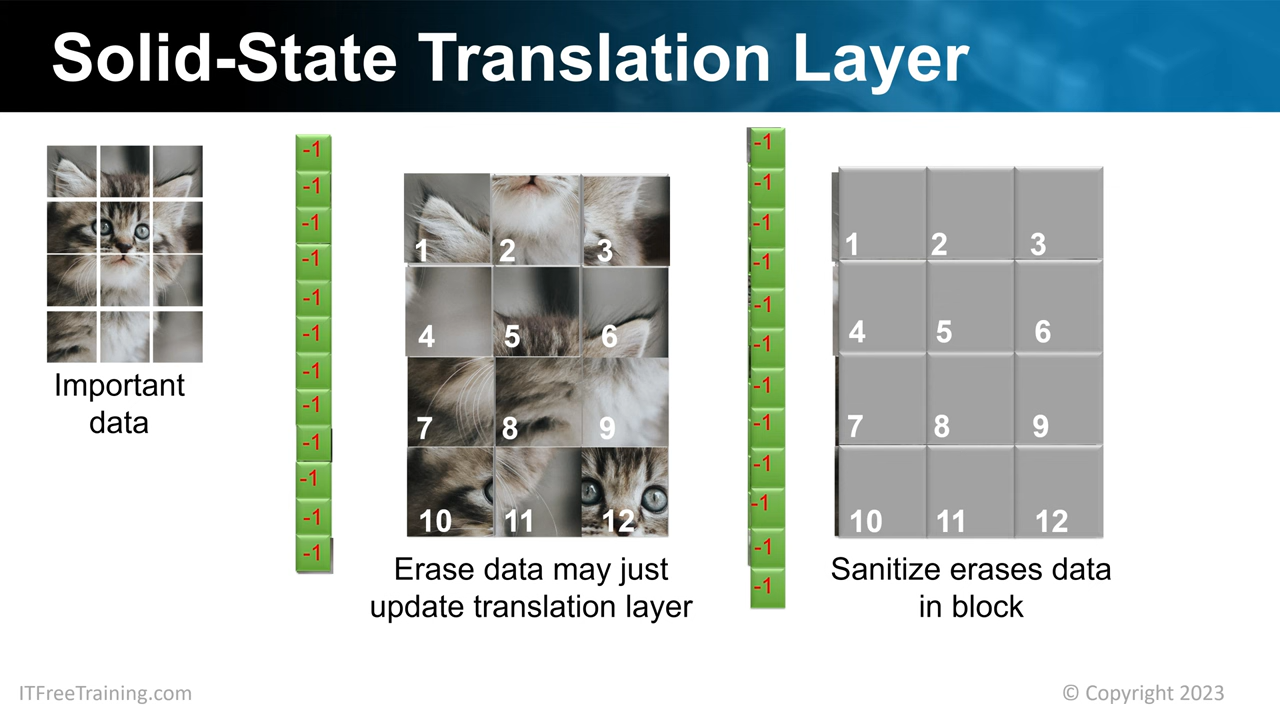 Solid-State Translation Layer
Important
data
-1
-1
-1
-1
-1
-1
-1
-1
-1
-1
-1
-1
1 2 3
4 5 6
7 8 9
10 11 12
Erase data may just
update translation layer
-1
-1
-1
-1
-1
-1
-1
-1
-1
-1
-1
-1
1 2 3
4 5 6
7 8 9
10 11 12
Sanitize erases data
in block
ITFreeTraining.com
© Copyright 2023